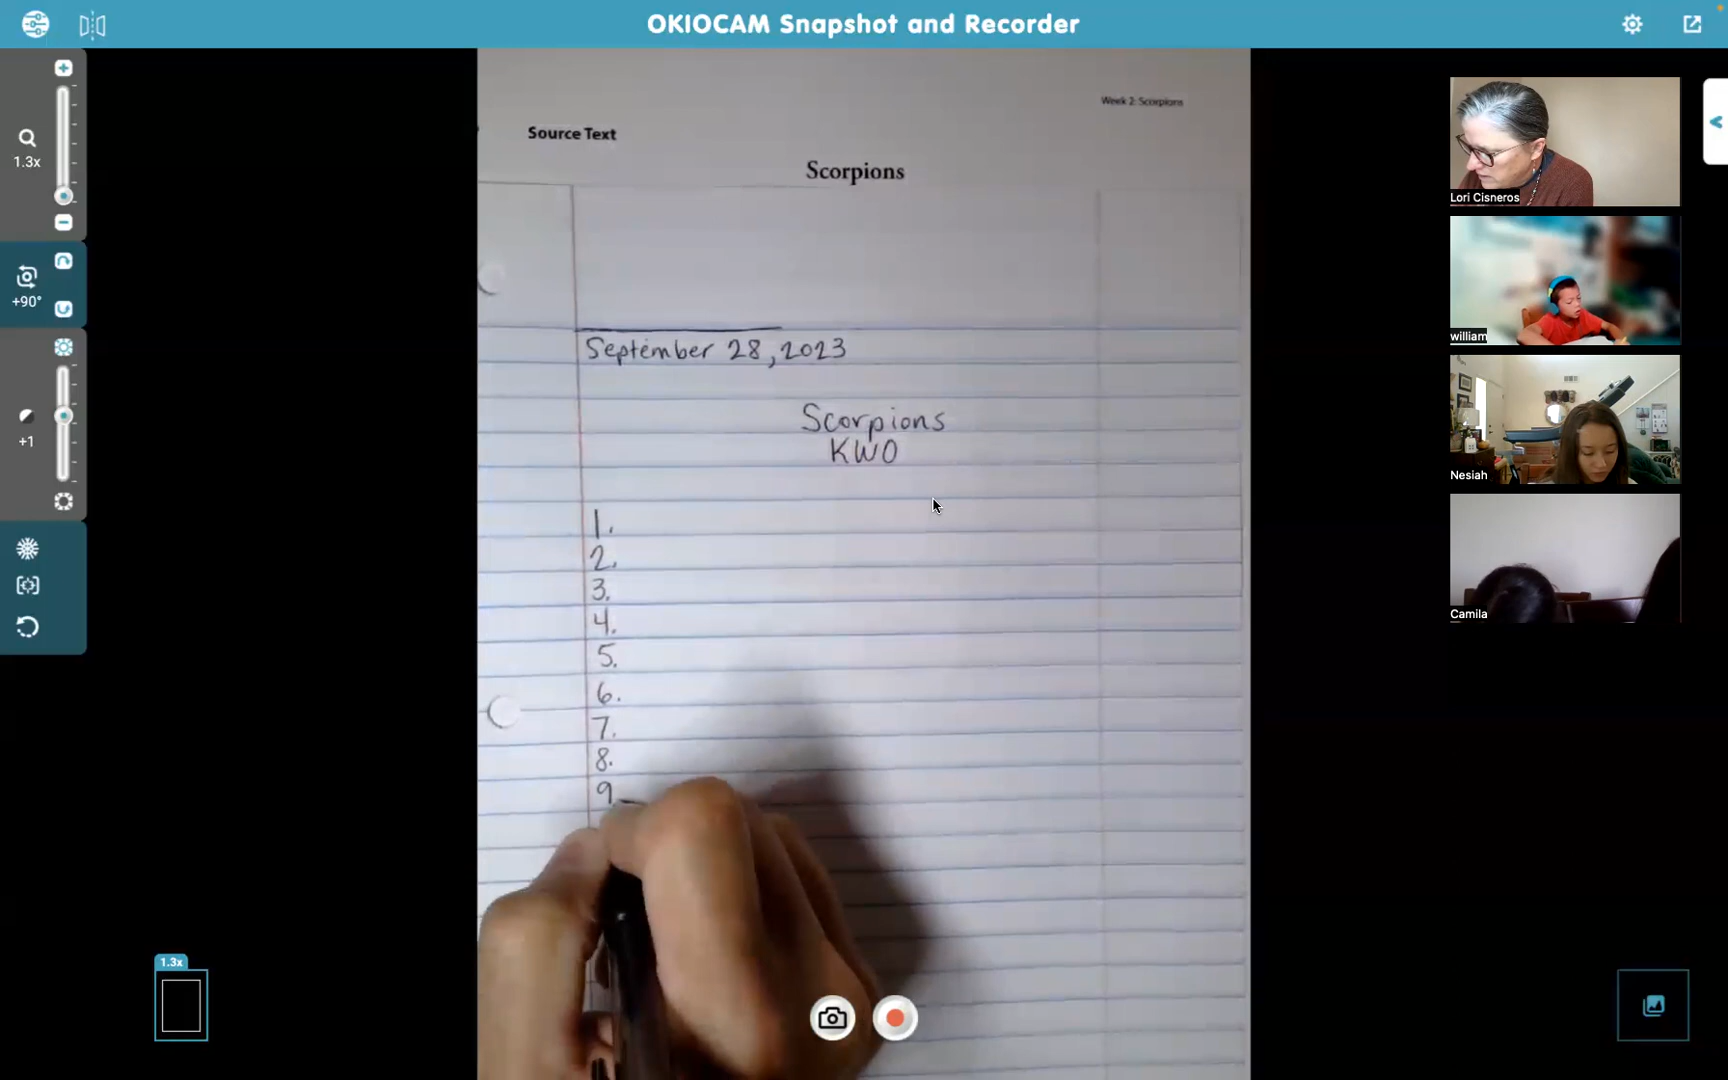 OKIOCAM Snapshot and Recorder
1.3x
+90°
+1
1.3x
Week 2: Scorpions
Source Text
Scorpions
September 28, 2023
Scorpions
KWO
1.
2.
3.
4.
5.
6.
7.
8.
9
Lori Cisneros
william
Nesiah
Camila